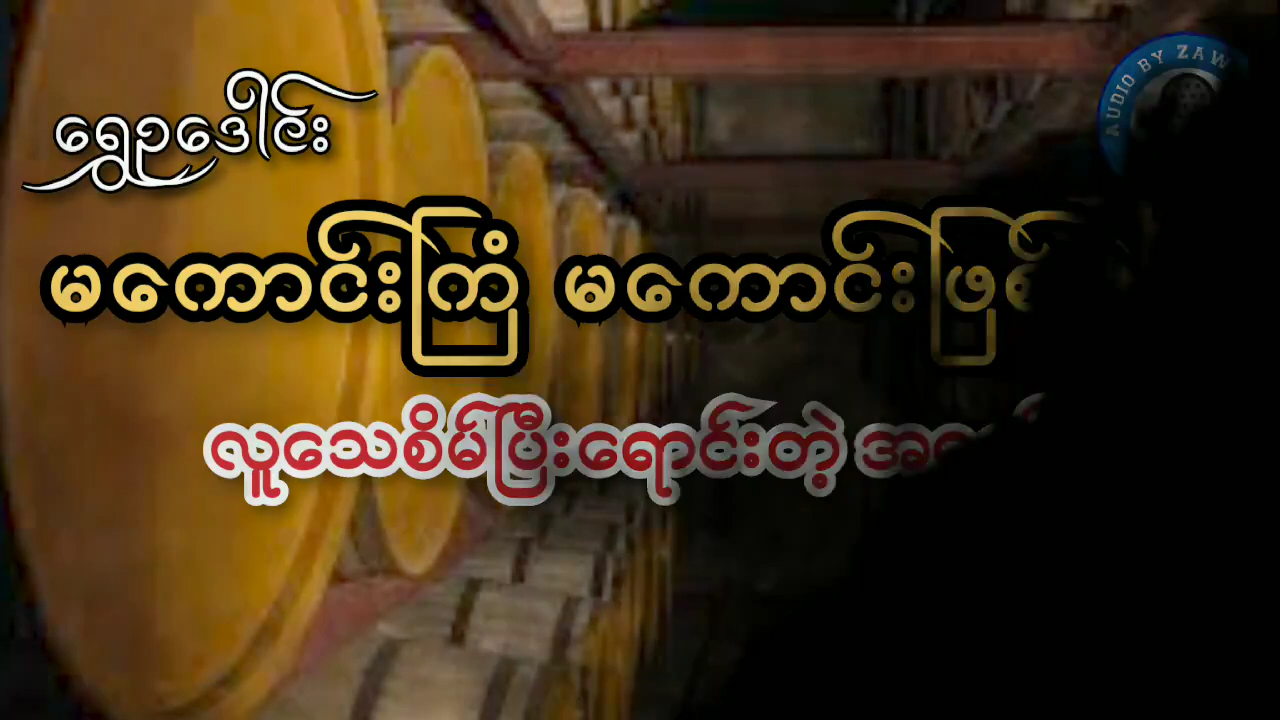 AUDIO BY ZAW
ရွှေဥဒေါင်း
မကောင်းကြံ မကောင်း
လူသေစိမ်ပြီးရောင်းတဲ့